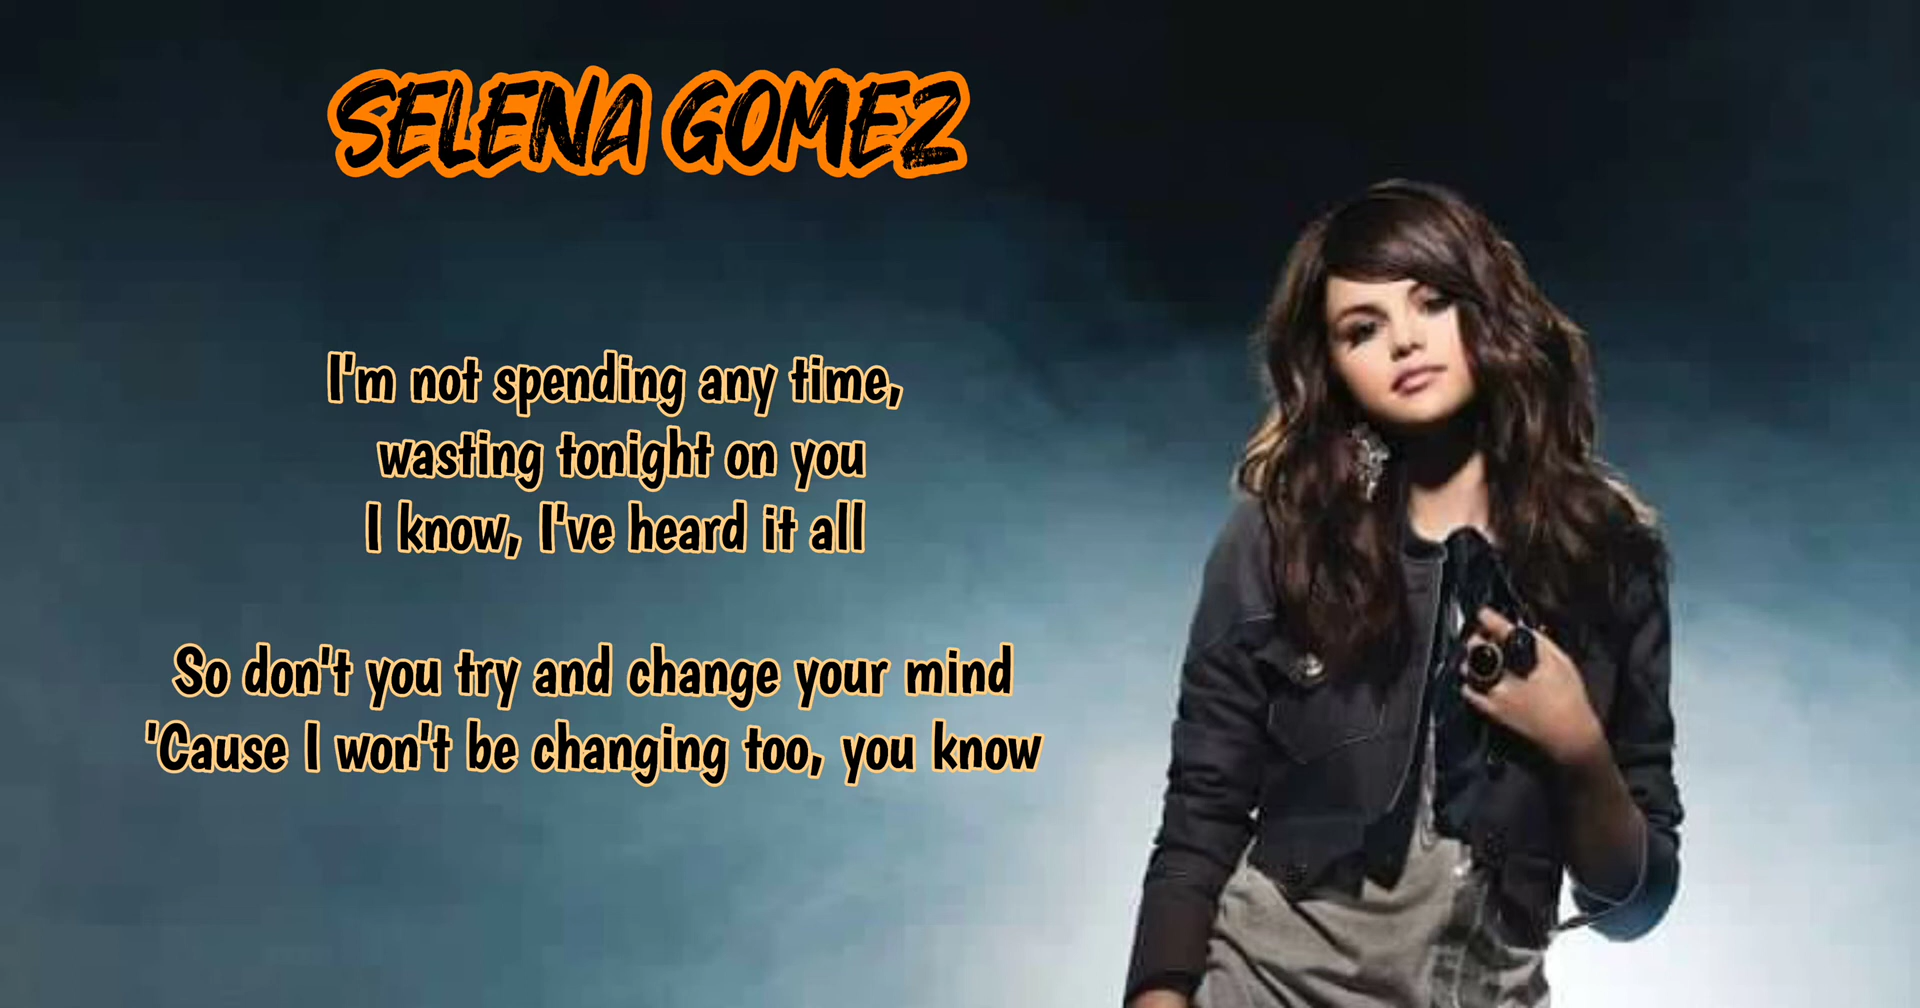 SELENA GOMEZ
I'm not spending any time,
wasting tonight on you
I know, I've heard it all
So don't you try and change your mind
'Cause I won't be changing too, you know